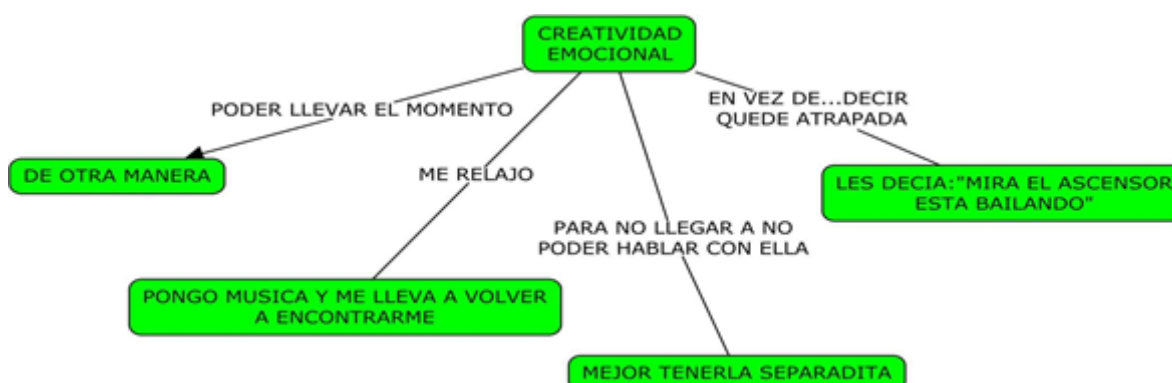 CREATIVIDAD
EMOCIONAL
PODER LLEVAR EL MOMENTO
DE OTRA MANERA
ME RELAJO
PONGO MUSICA Y ME LLEVA A VOLVER
A ENCONTRARME
PARA NO LLEGAR A NO
PODER HABLAR CON ELLA
MEJOR TENERLA SEPARADITA
EN VEZ DE...DECIR
QUEDE ATRAPADA
LES DECIA:"MIRA EL ASCENSOR
ESTA BAILANDO"